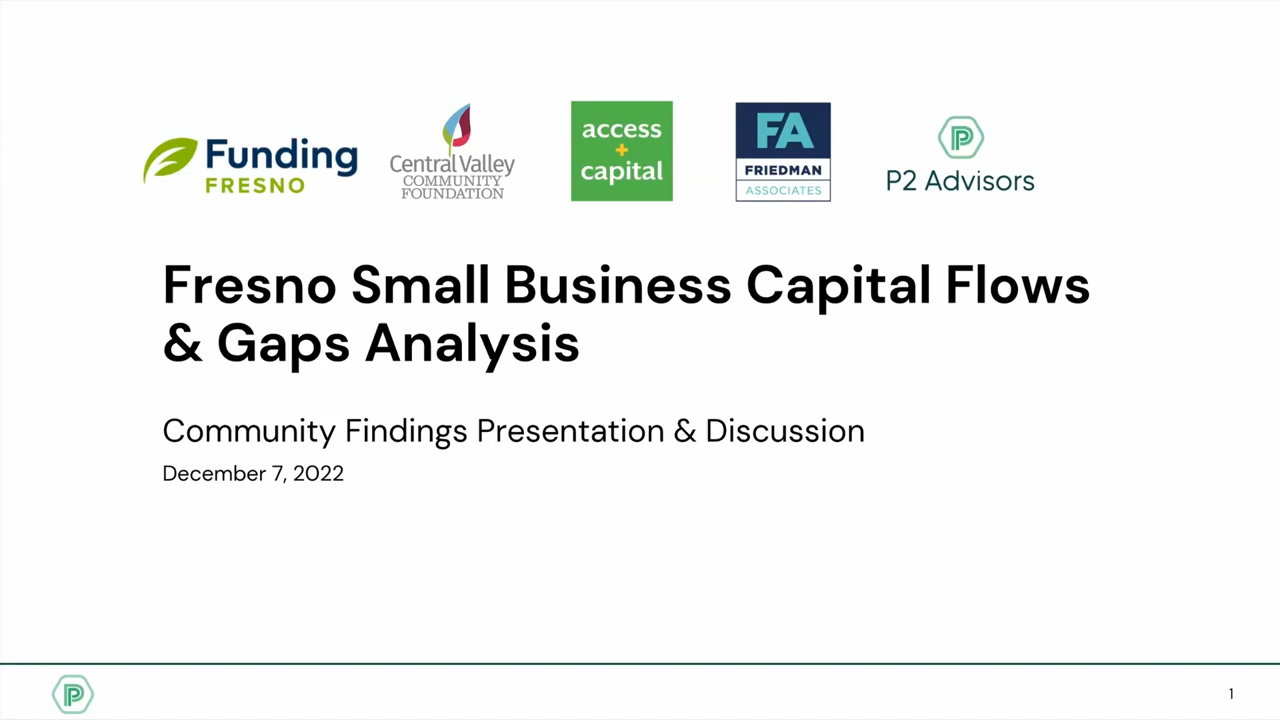 Funding
FRESNO
Central Valley
COMMUNITY
FOUNDATION
access
+
capital
FA
FRIEDMAN
ASSOCIATES
P2 Advisors
Fresno Small Business Capital Flows
& Gaps Analysis
Community Findings Presentation & Discussion
December 7, 2022
1